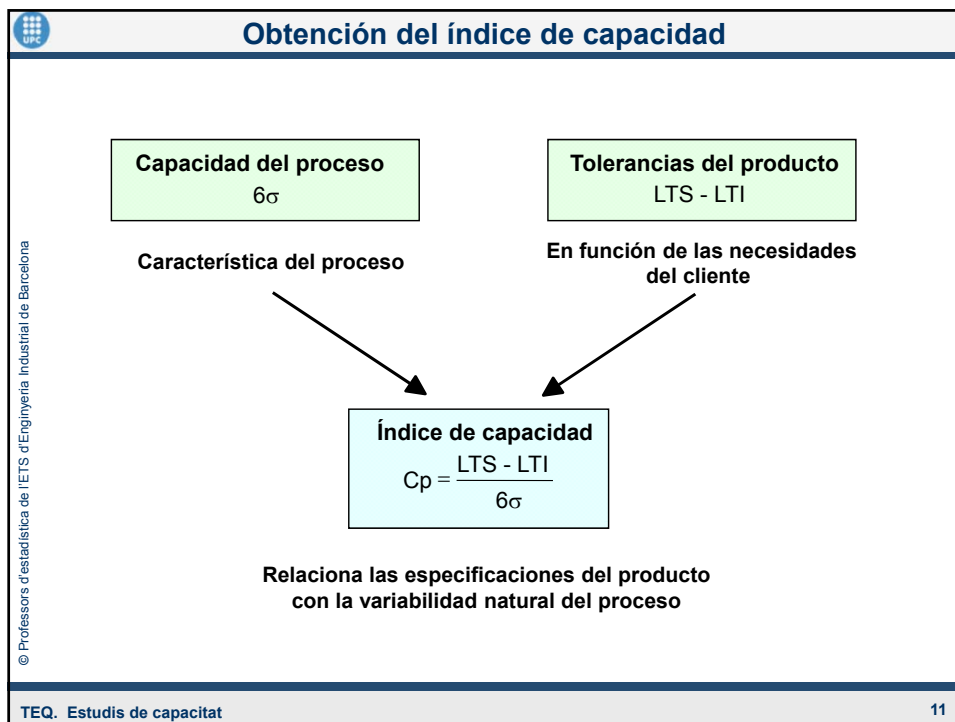 UPC
Obtención del índice de capacidad
Capacidad del proceso
6σ
Tolerancias del producto
LTS - LTI
Característica del proceso
En función de las necesidades
del cliente
Índice de capacidad
Cp = LTS - LTI / 6σ
Relaciona las especificaciones del producto
con la variabilidad natural del proceso
© Professors d'estadística de l'ETS d'Enginyeria Industrial de Barcelona
TEQ. Estudis de capacitat
11